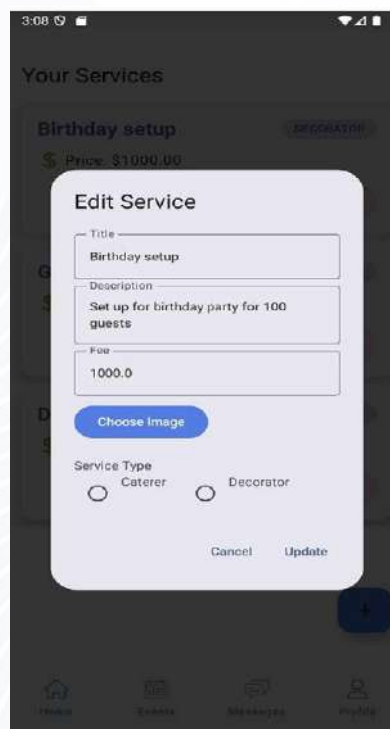 3:08
Your Services
Birthday setup
DECORATOR
$ Price: $1000.00
Edit Service
Title
Birthday setup
Description
Set up for birthday party for 100
guests
Fee
1000.0
Choose Image
Service Type
Caterer
Decorator
Cancel Update
+
Home Events Messages Profile